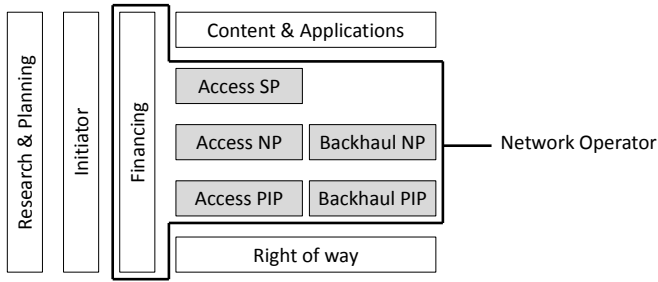 Research & Planning
Initiator
Financing
Content & Applications
Access SP
Access NP
Backhaul NP
Access PIP
Backhaul PIP
Right of way
Network Operator